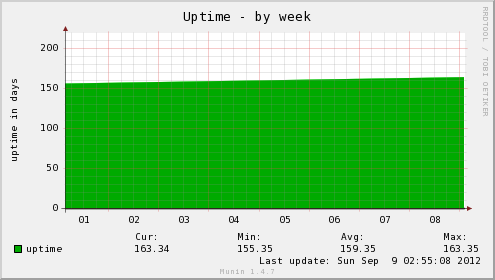 Uptime - by week
RRDTOOL / TOBI OETIKER
uptime in days
200
150
100
50
0
01 02 03 04 05 06 07 08
Cur: Min: Avg: Max:
uptime 163.34 155.35 159.35 163.35
Last update: Sun Sep 9 02:55:08 2012
Munin 1.4.7